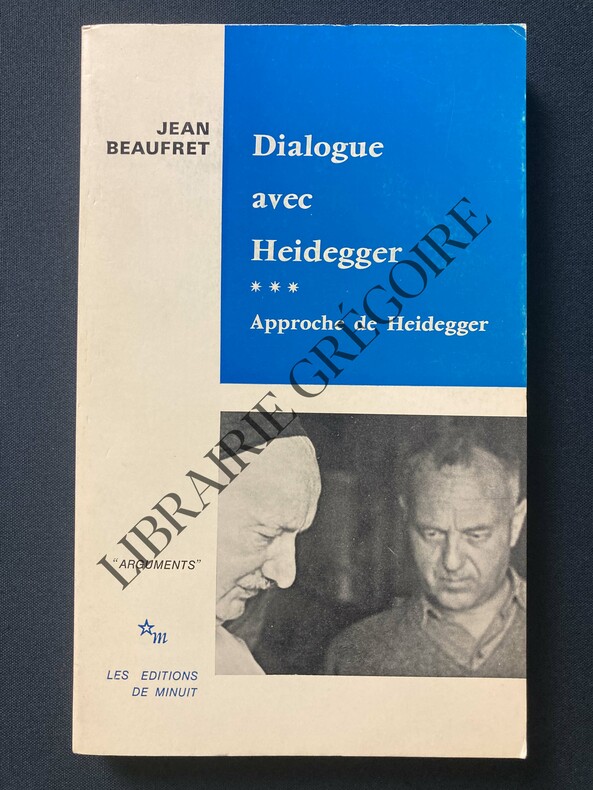 JEAN
BEAUFRET
Dialogue
avec
Heidegger
✷ ✷ ✷
Approche de Heidegger
LIBRAIRIE GRÉGOIRE
"ARGUMENTS"
m
LES EDITIONS
DE MINUIT